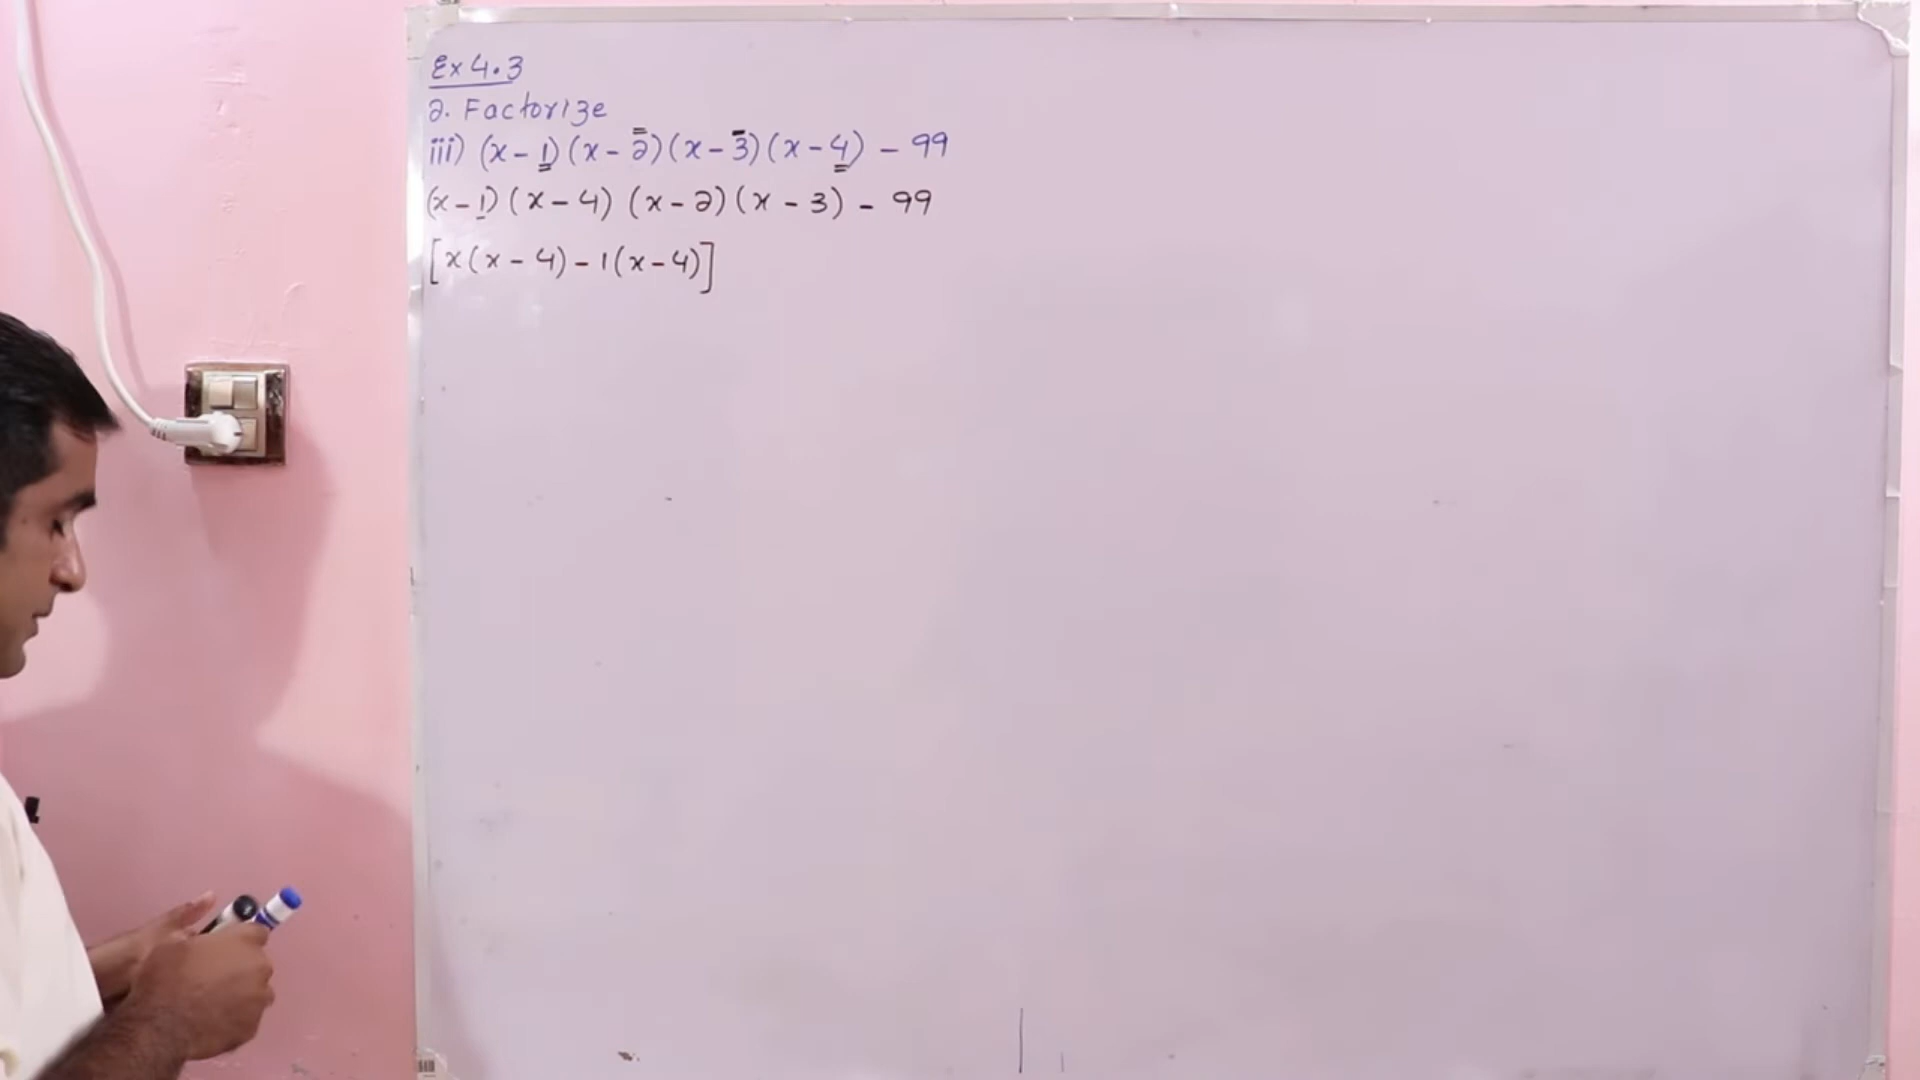 Ex 4.3
2. Factorize
iii) (x - 1)(x - 2)(x - 3)(x - 4) - 99
(x - 1)(x - 4) (x - 2)(x - 3) - 99
[x(x - 4) - 1(x - 4)]